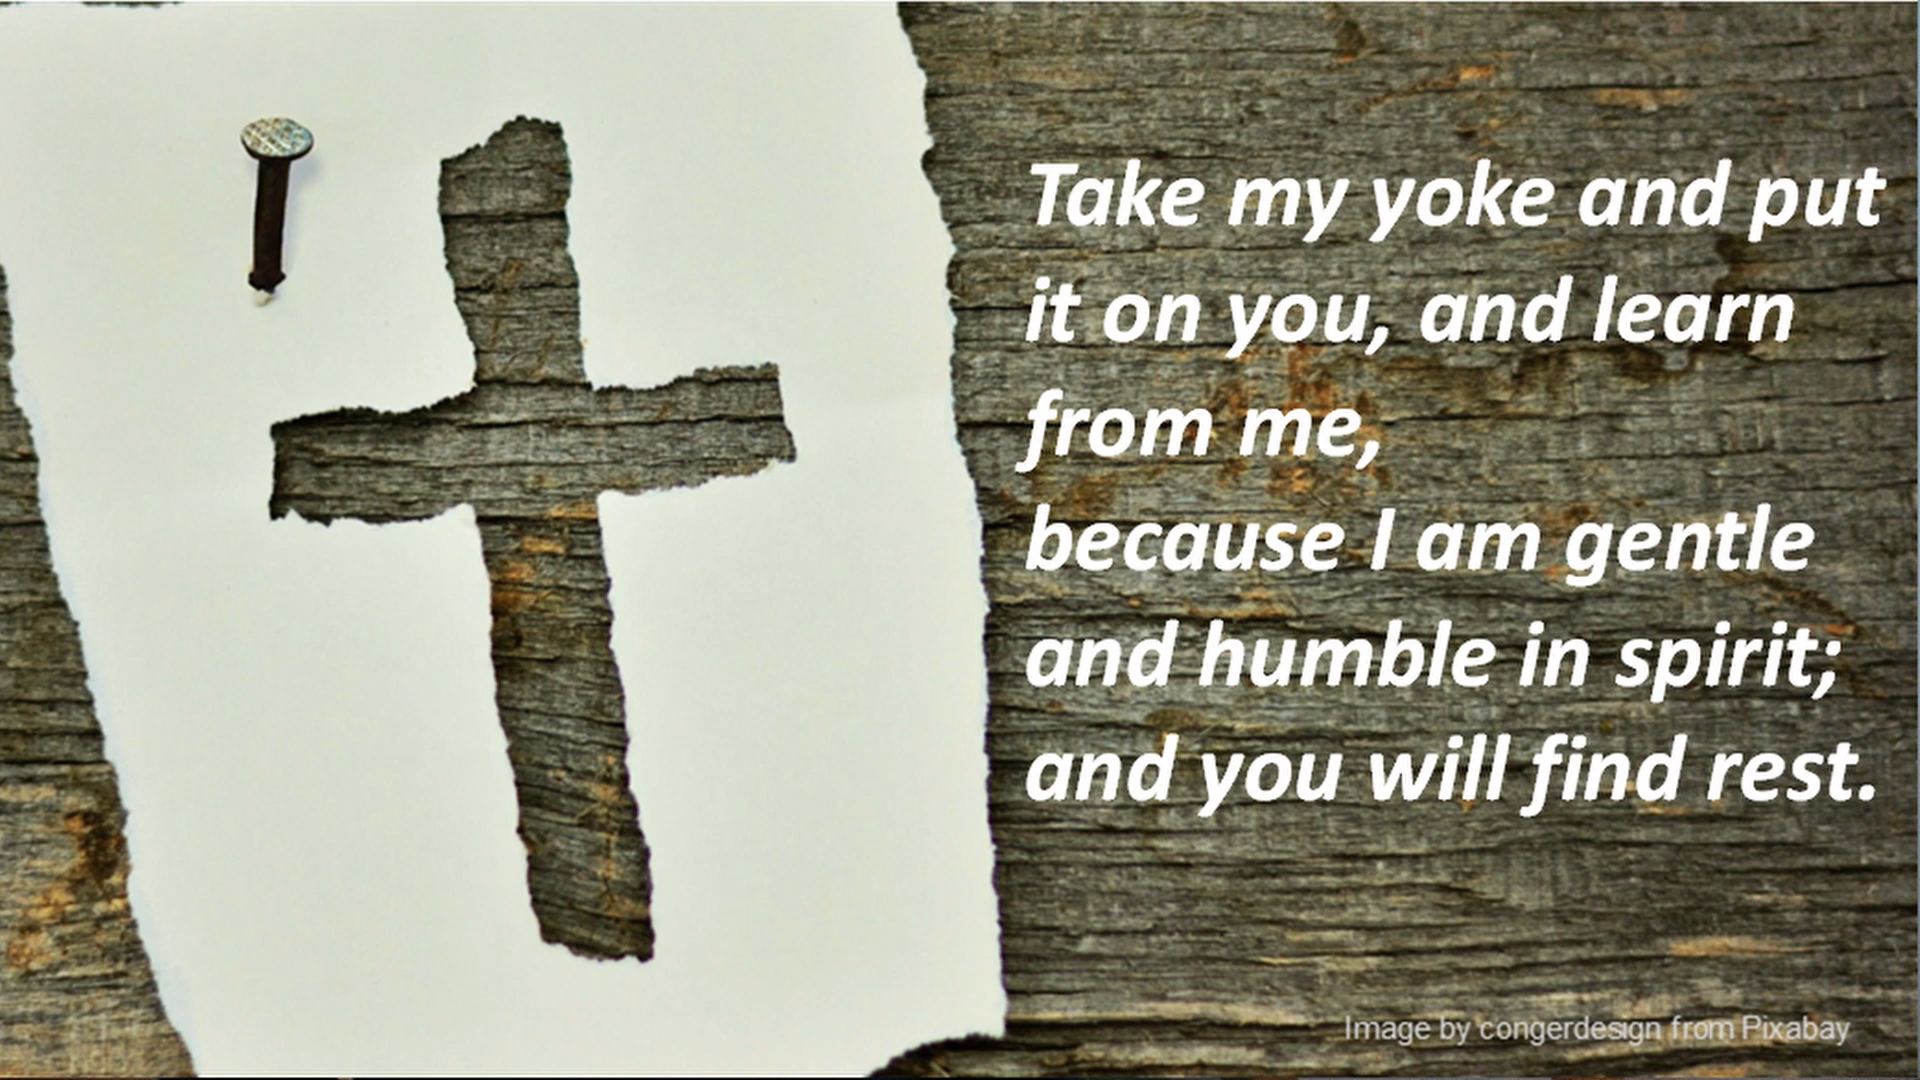 Take my yoke and put
it on you, and learn
from me,
because I am gentle
and humble in spirit;
and you will find rest.
Image by congerdesign from Pixabay